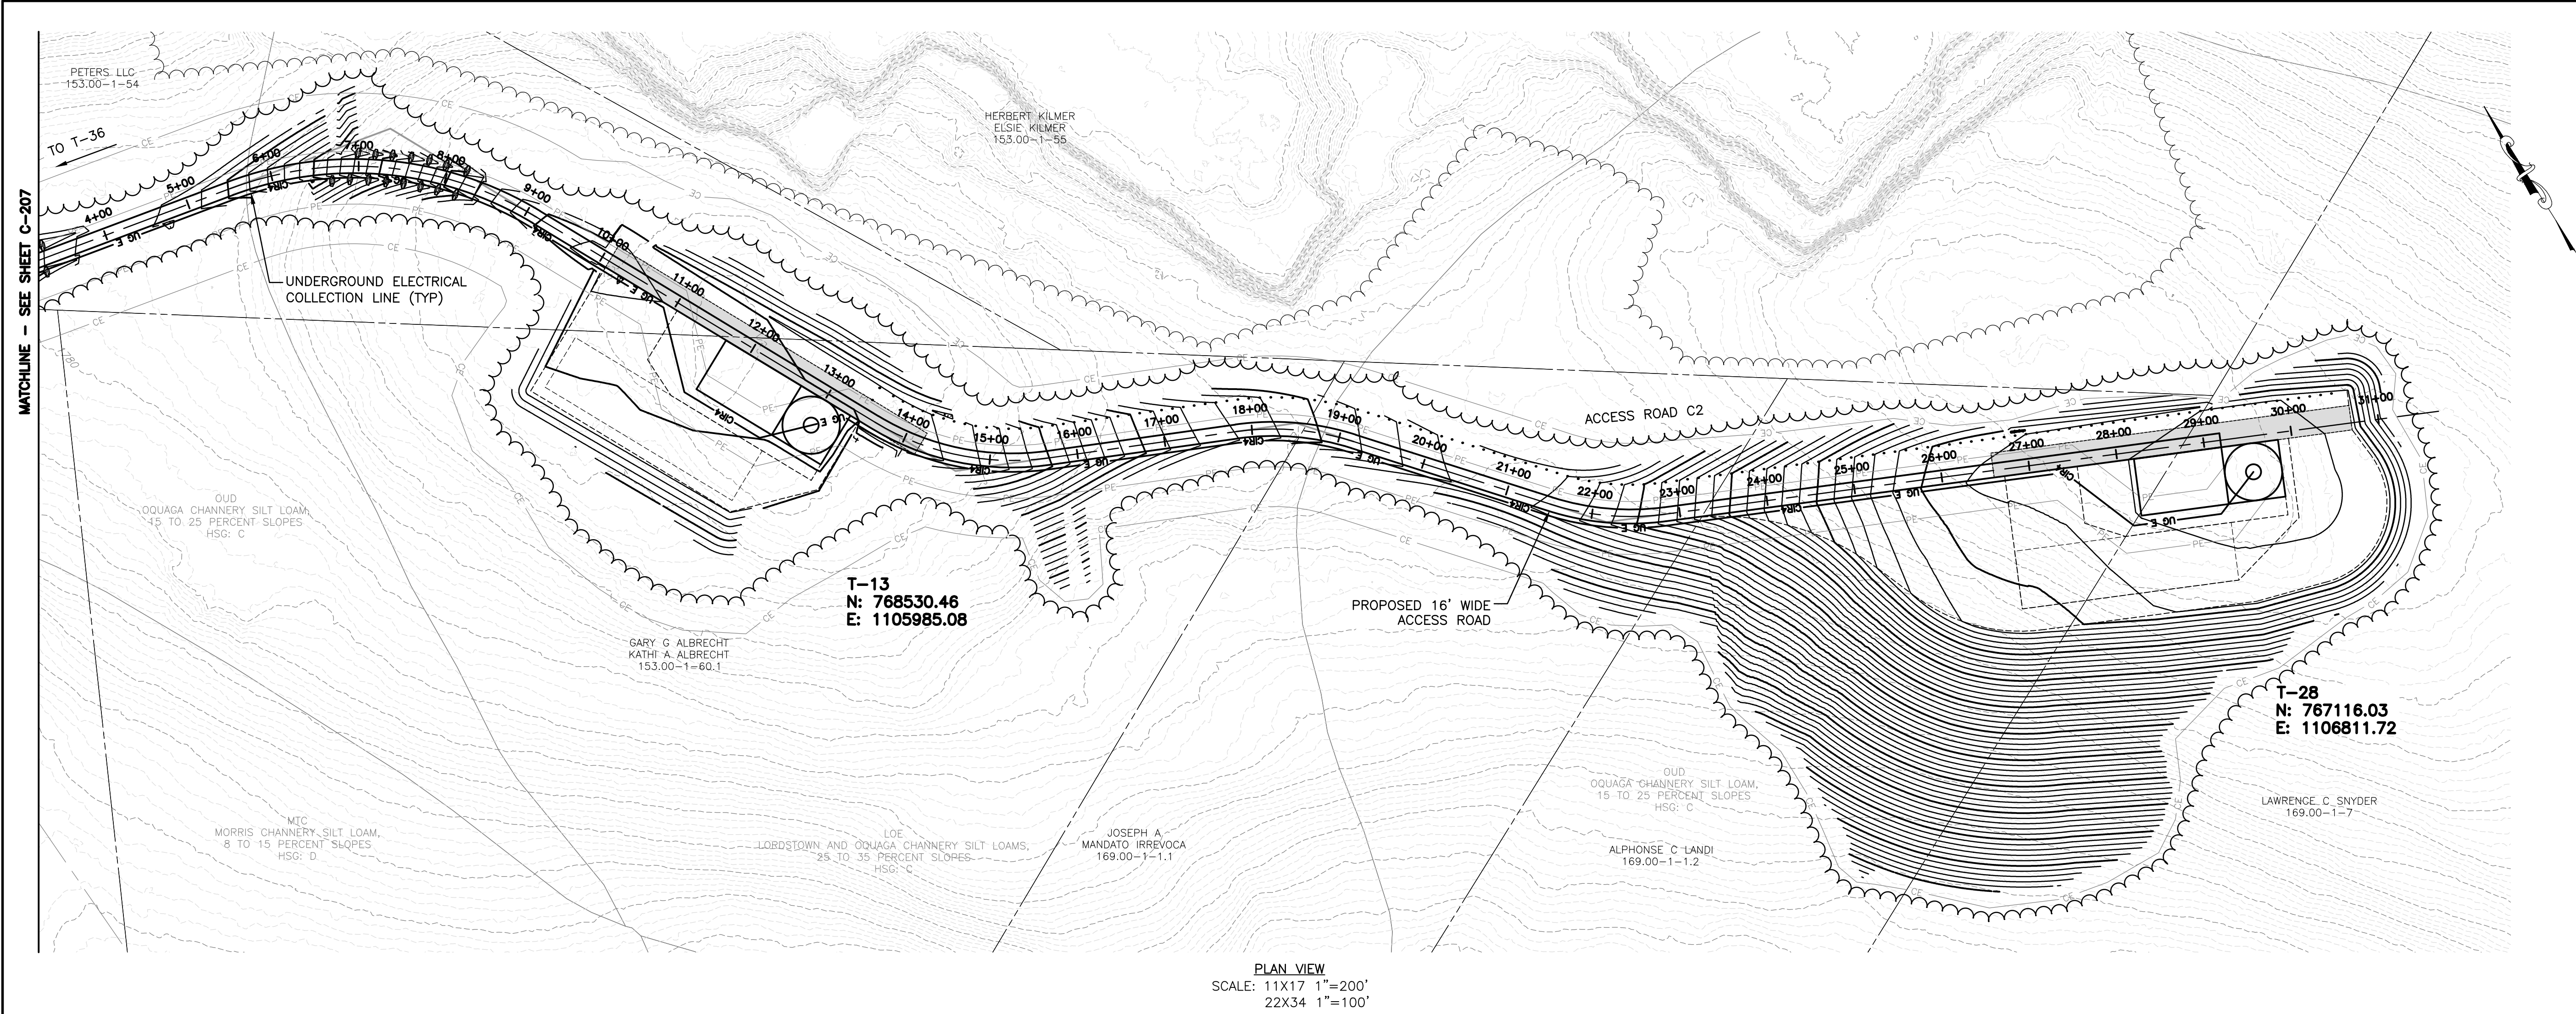 PETERS LLC
153.00-1-54
TO T-36
MATCHLINE - SEE SHEET C-207
HERBERT KILMER
ELSIE KILMER
153.00-1-55
4+00
5+00
6+00
7+00
8+00
9+00
10+00
11+00
12+00
13+00
14+00
15+00
16+00
17+00
18+00
19+00
20+00
21+00
22+00
23+00
24+00
25+00
26+00
27+00
28+00
29+00
30+00
31+00
UNDERGROUND ELECTRICAL
COLLECTION LINE (TYP)
CE
PE
UG E
CIR4
780
ACCESS ROAD C2
OUD
OQUAGA CHANNERY SILT LOAM,
15 TO 25 PERCENT SLOPES
HSG: C
T-13
N: 768530.46
E: 1105985.08
GARY G ALBRECHT
KATHI A ALBRECHT
153.00-1-60.1
PROPOSED 16' WIDE
ACCESS ROAD
T-28
N: 767116.03
E: 1106811.72
MTC
MORRIS CHANNERY SILT LOAM,
8 TO 15 PERCENT SLOPES
HSG: D
LOE
LORDSTOWN AND OQUAGA CHANNERY SILT LOAMS,
25 TO 35 PERCENT SLOPES
HSG: C
JOSEPH A
MANDATO IRREVOCA
169.00-1-1.1
OUD
OQUAGA CHANNERY SILT LOAM,
15 TO 25 PERCENT SLOPES
HSG: C
ALPHONSE C LANDI
169.00-1-1.2
LAWRENCE C SNYDER
169.00-1-7
PLAN VIEW
SCALE: 11X17 1"=200'
22X34 1"=100'